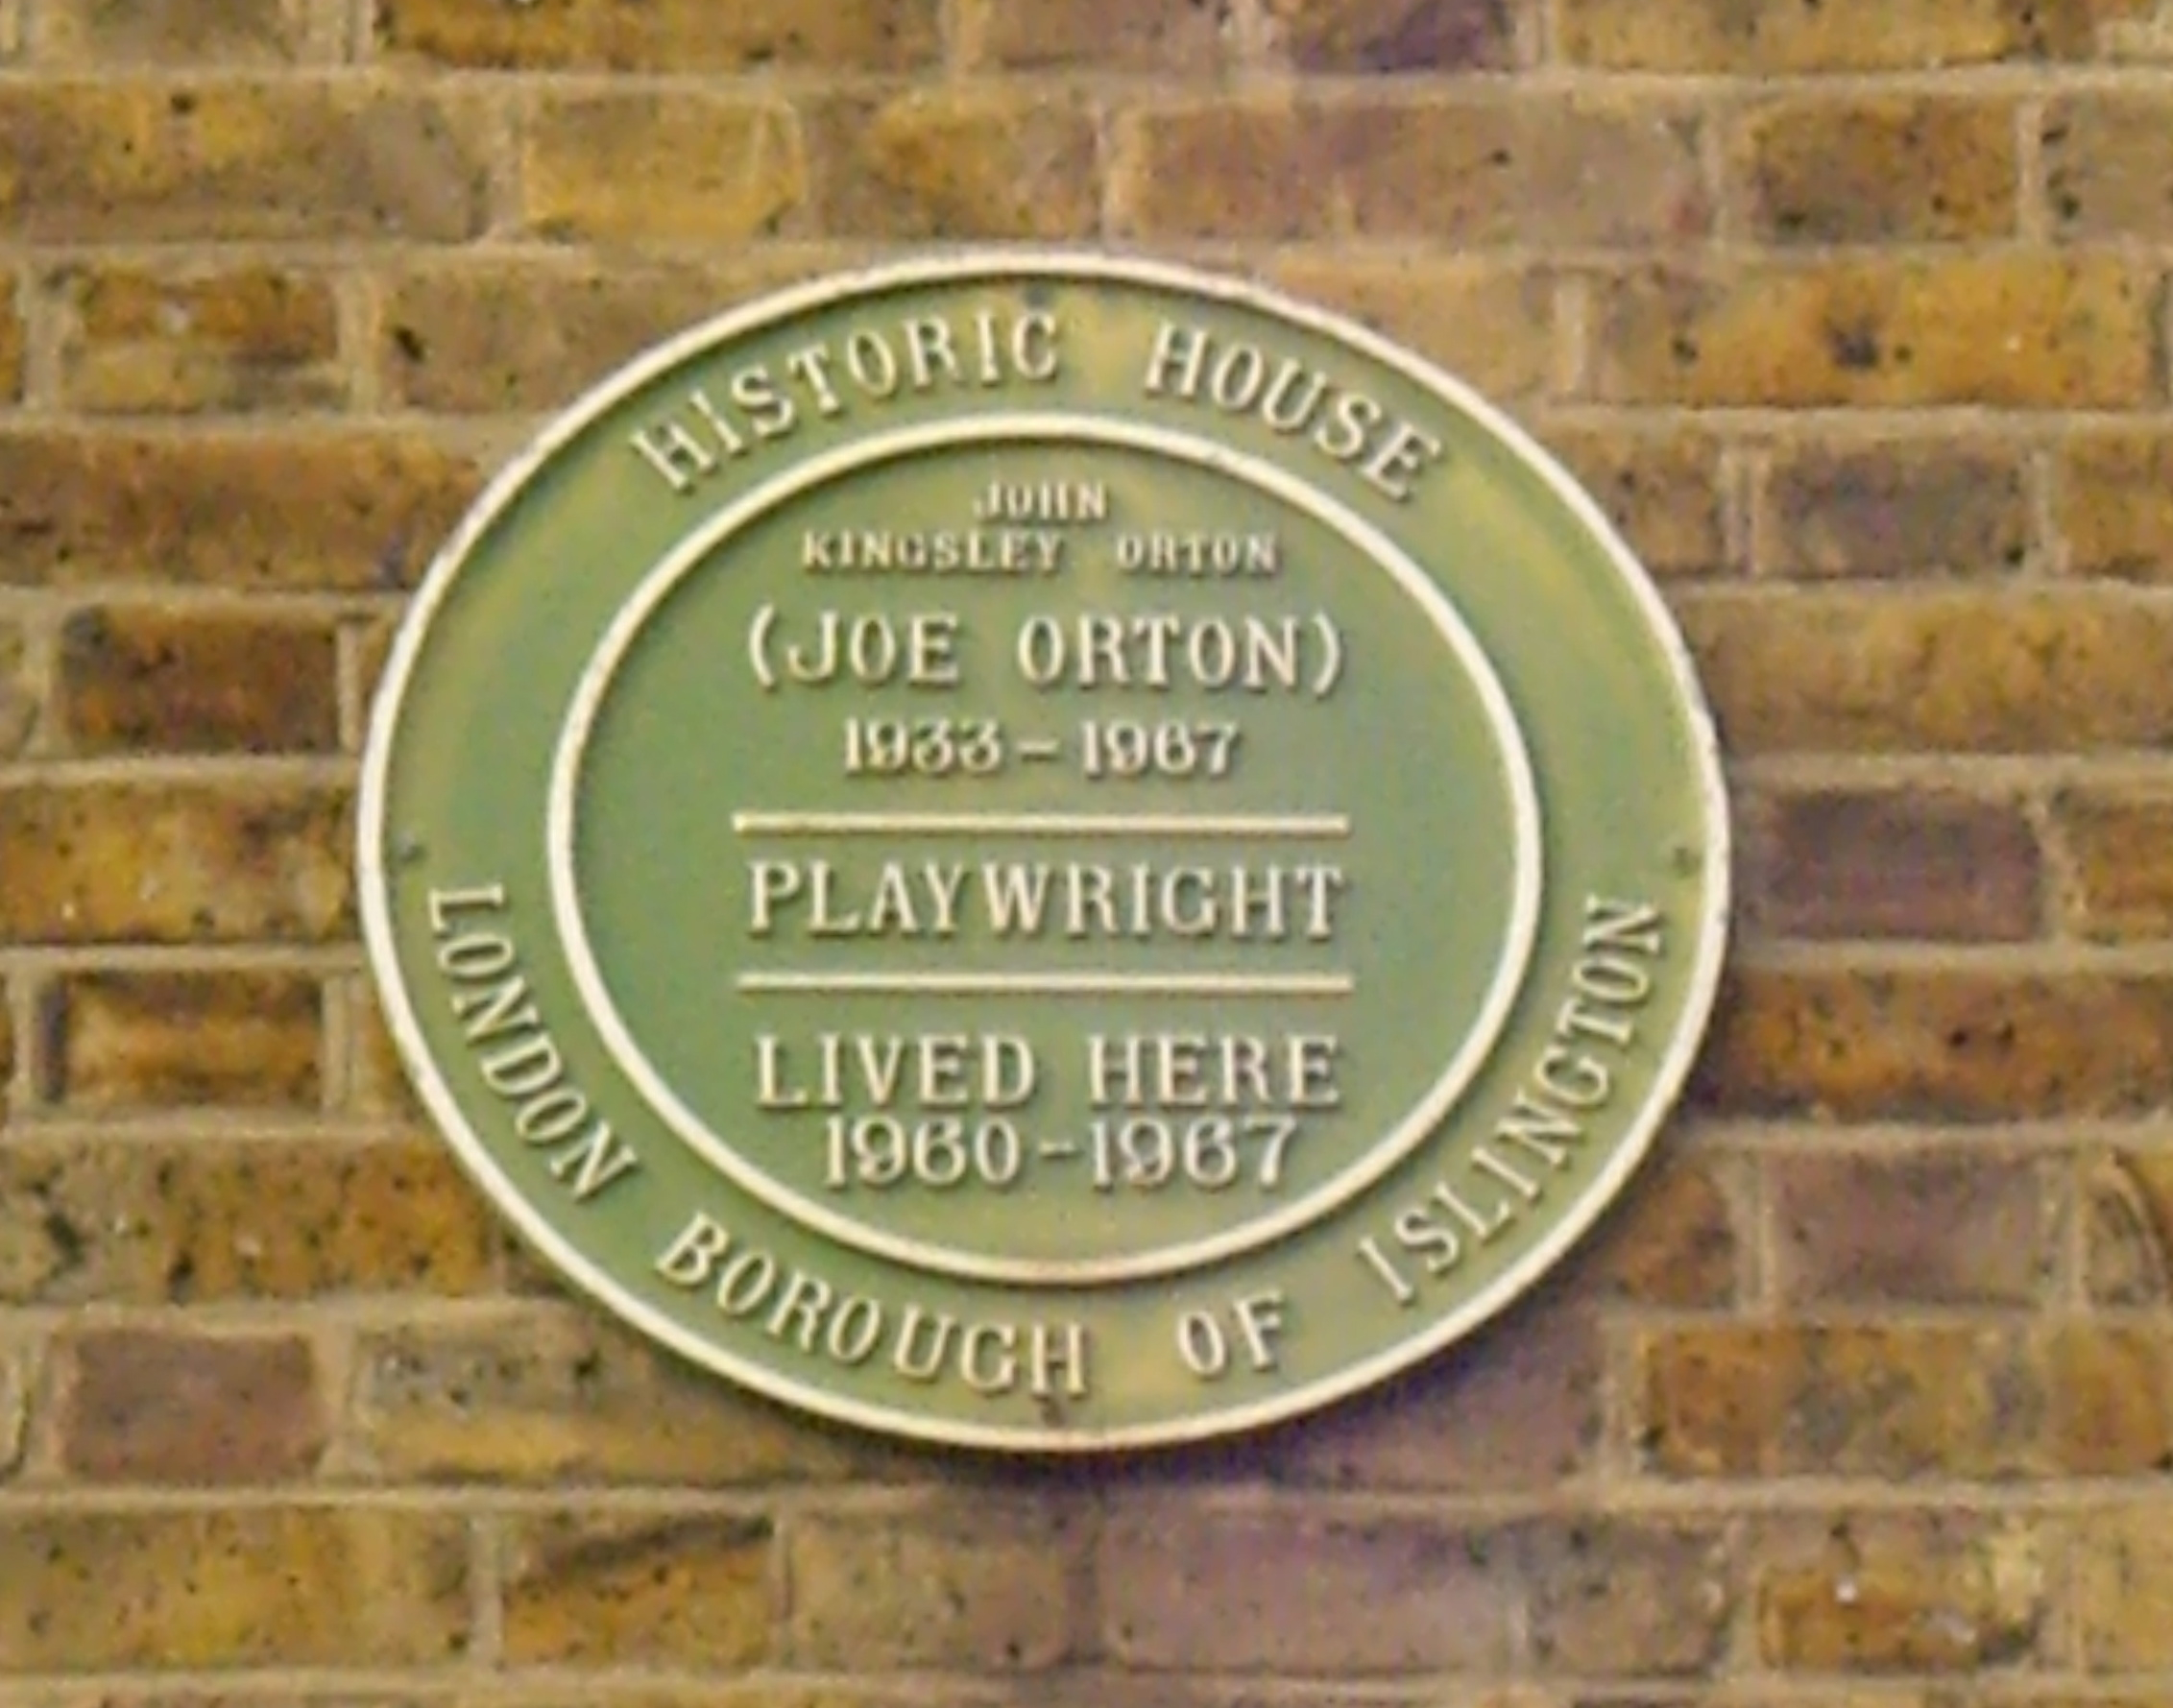 HISTORIC HOUSE
JOHN
KINGSLEY ORTON
(JOE ORTON)
1933-1967
PLAYWRIGHT
LIVED HERE
1960-1967
LONDON BOROUGH OF ISLINGTON